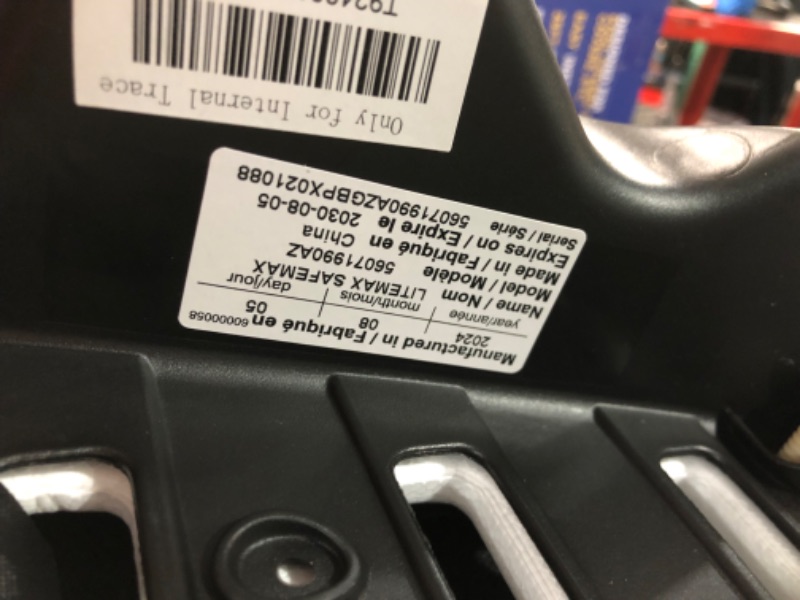 Manufactured in / Fabriqué en 60000058
2024 08 05
year/année month/mois day/jour
Name / Nom LITEMAX SAFEMAX
Model / Modèle 56071990AZ
Made in / Fabriqué en China
Expires on / Expire le 2030-08-05
Serial / Série 56071990AZGBPX021088
Only for Internal Trace